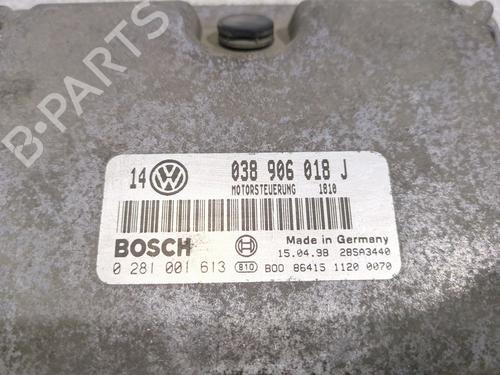 14 VW 038 906 018 J
MOTORSTEUERUNG 1810
BOSCH
Made in Germany
15.04.98 28SA3440
0 281 001 613 810 B00 86415 1120 0070
B-PARTS